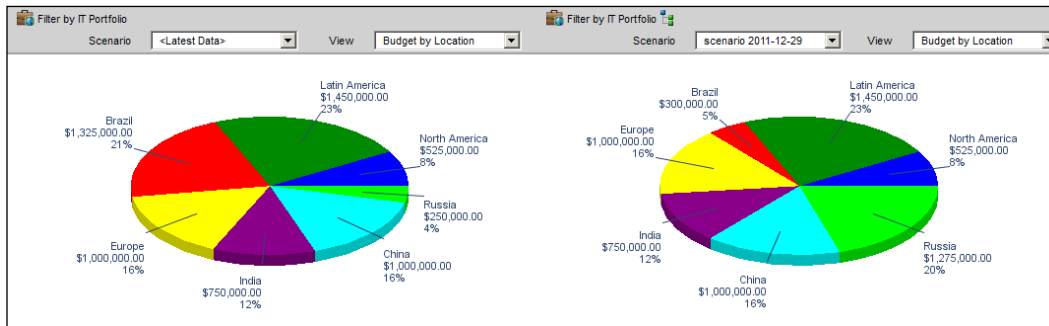 Filter by IT Portfolio
Scenario <Latest Data> View Budget by Location
Latin America
$1,450,000.00
23%
Brazil
$1,325,000.00
21%
North America
$525,000.00
8%
Russia
$250,000.00
4%
China
$1,000,000.00
16%
India
$750,000.00
12%
Europe
$1,000,000.00
16%
Filter by IT Portfolio
Scenario scenario 2011-12-29 View Budget by Location
Latin America
$1,450,000.00
23%
Brazil
$300,000.00
5%
North America
$525,000.00
8%
Europe
$1,000,000.00
16%
India
$750,000.00
12%
China
$1,000,000.00
16%
Russia
$1,275,000.00
20%